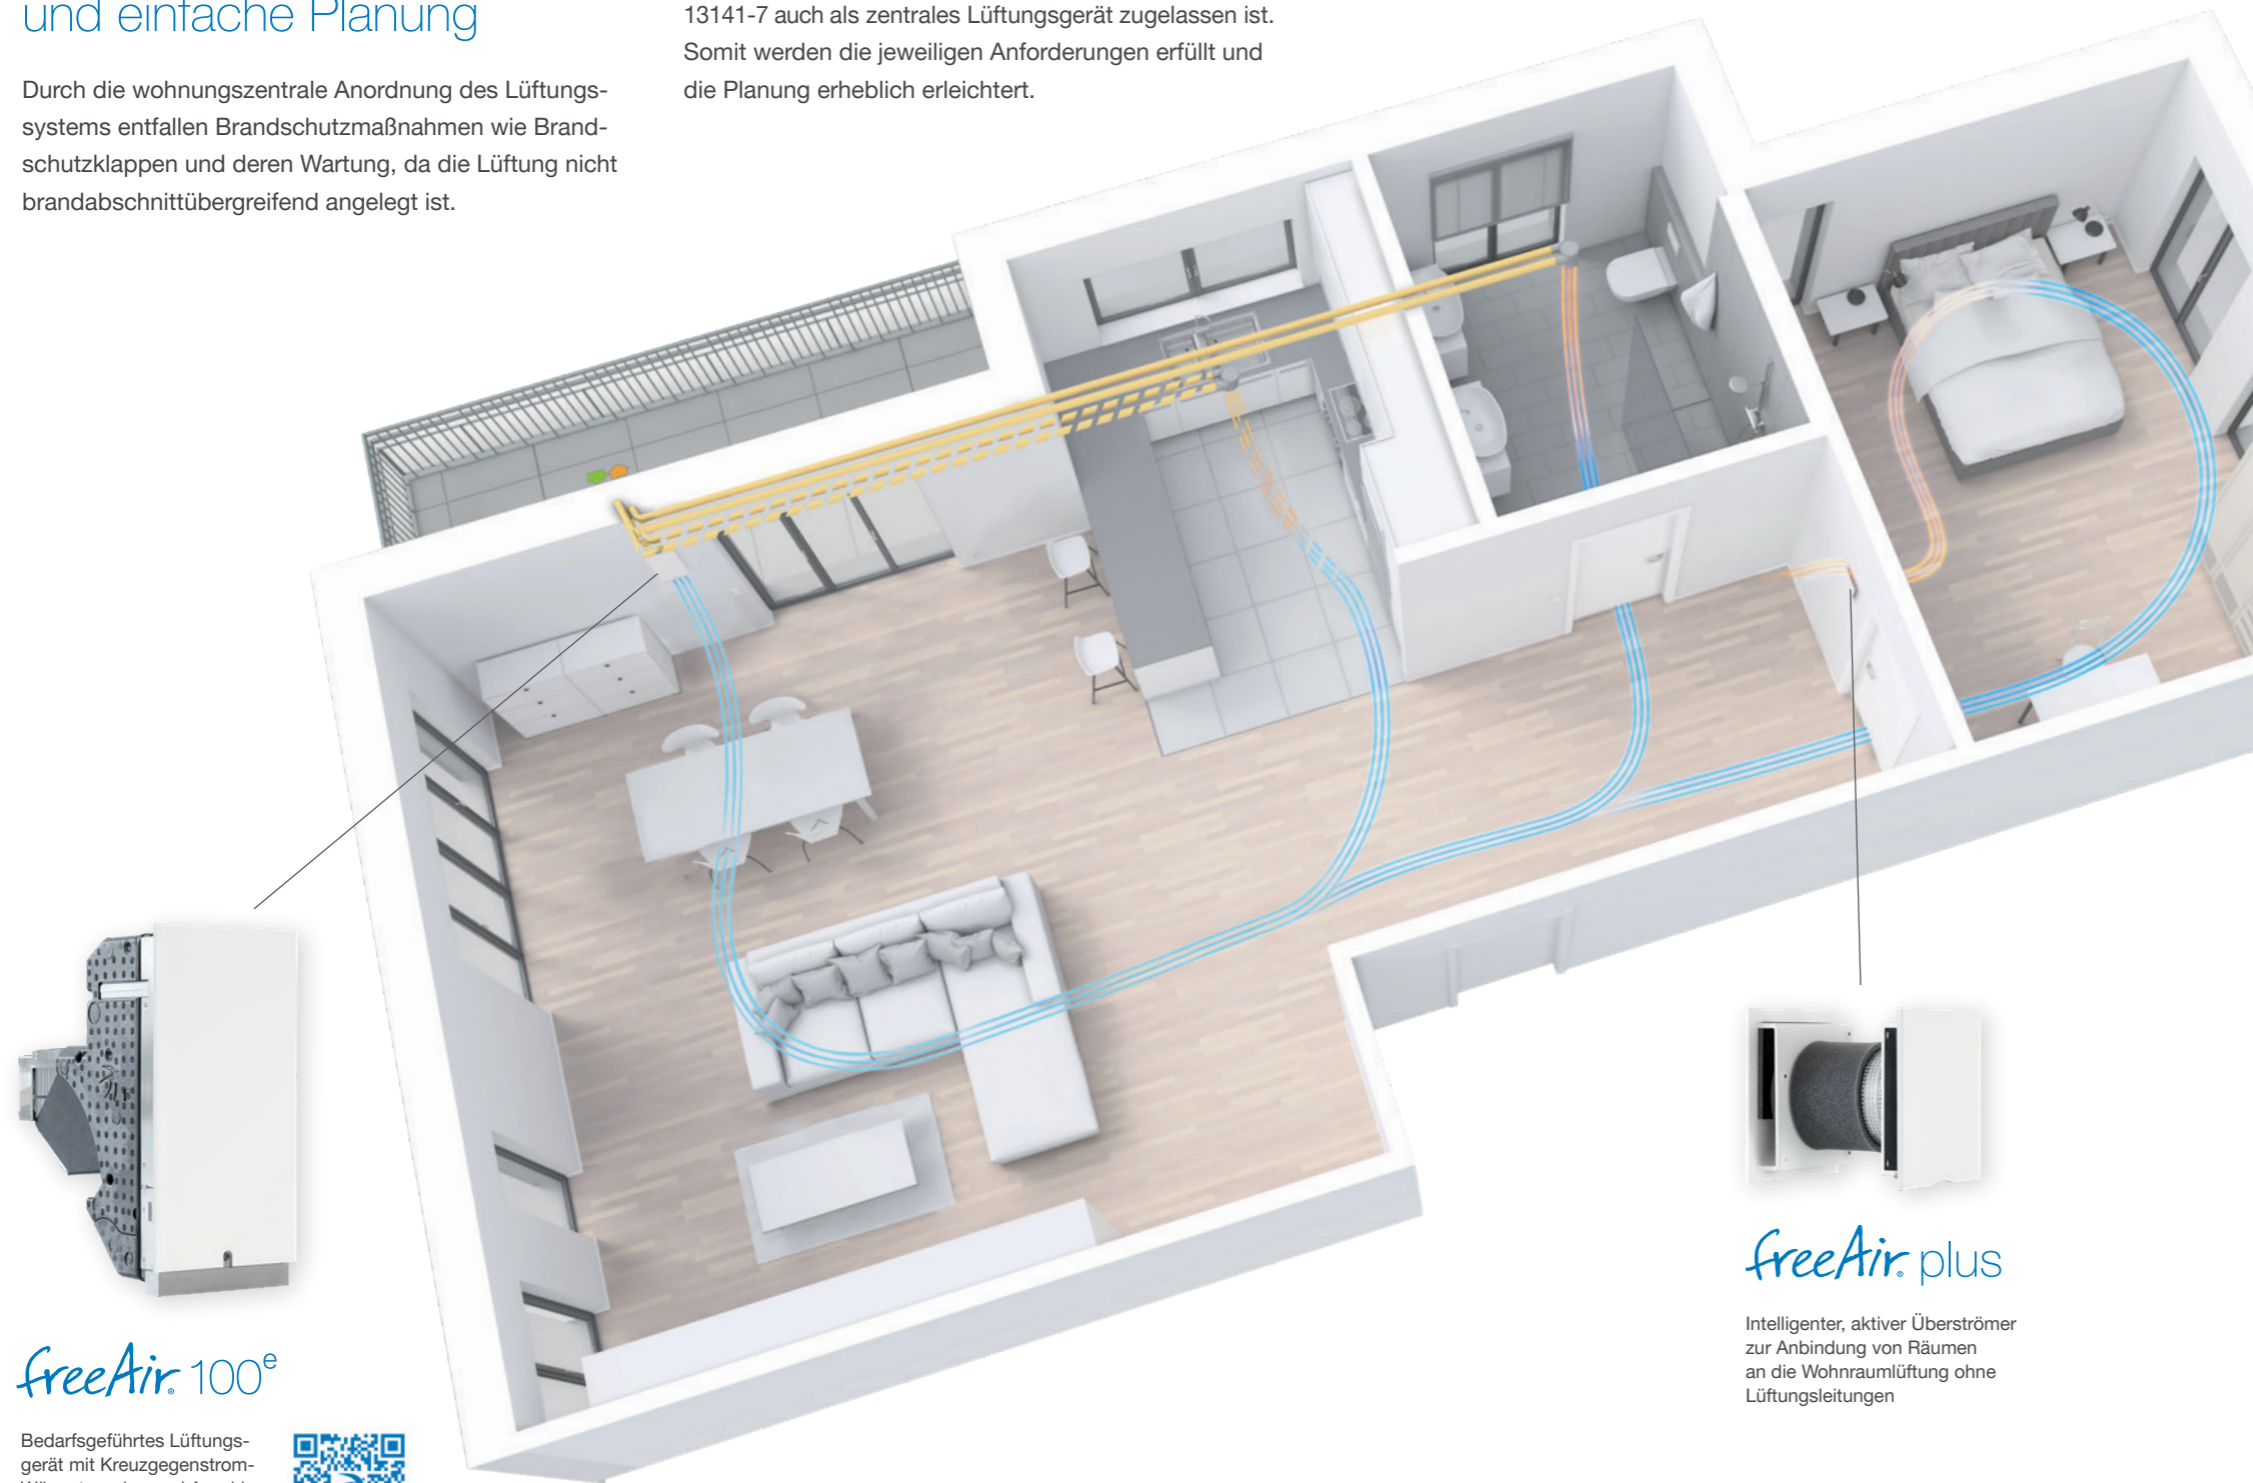 und einfache Planung
Durch die wohnungszentrale Anordnung des Lüftungs-
systems entfallen Brandschutzmaßnahmen wie Brand-
schutzklappen und deren Wartung, da die Lüftung nicht
brandabschnittübergreifend angelegt ist.
13141-7 auch als zentrales Lüftungsgerät zugelassen ist.
Somit werden die jeweiligen Anforderungen erfüllt und
die Planung erheblich erleichtert.
freeAir® 100e
Bedarfsgeführtes Lüftungs-
gerät mit Kreuzgegenstrom-
freeAir® plus
Intelligenter, aktiver Überströmer
zur Anbindung von Räumen
an die Wohnraumlüftung ohne
Lüftungsleitungen